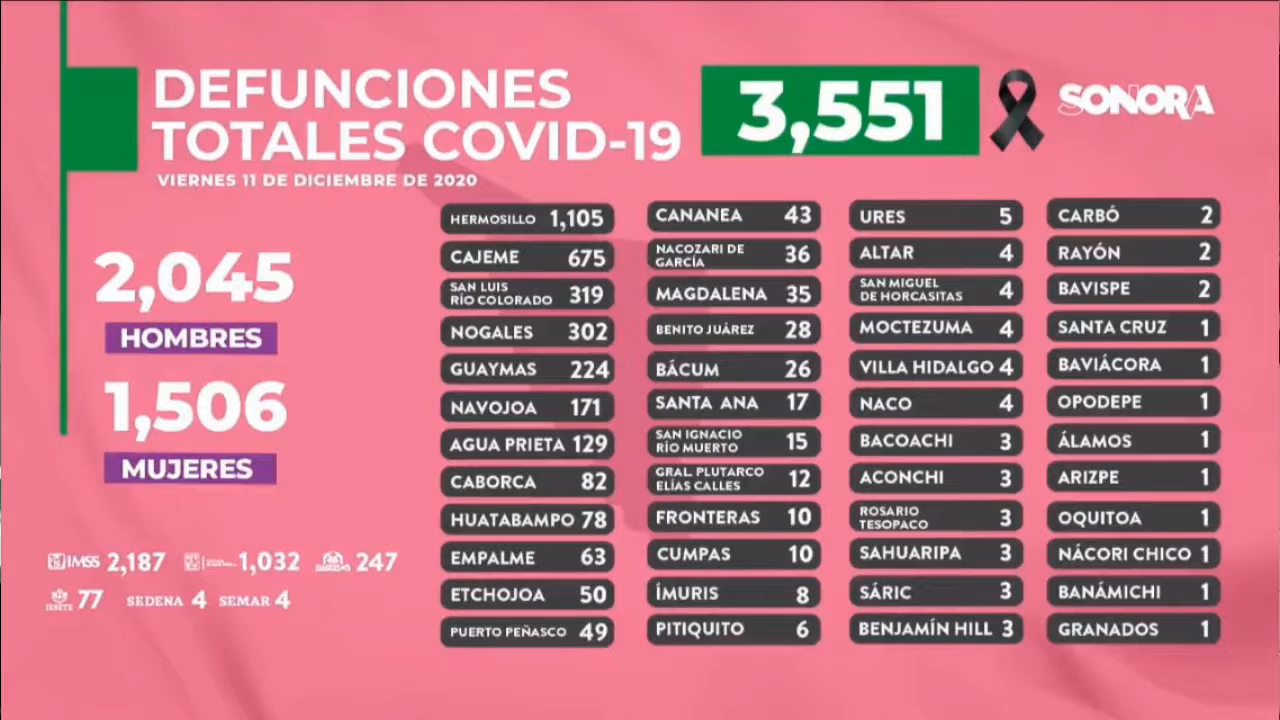 DEFUNCIONES
TOTALES COVID-19
3,551
SONORA
VIERNES 11 DE DICIEMBRE DE 2020
2,045
HOMBRES
1,506
MUJERES
IMSS 2,187
1,032
247
77
SEDENA 4
SEMAR 4
HERMOSILLO 1,105
CAJEME 675
SAN LUIS
RÍO COLORADO 319
NOGALES 302
GUAYMAS 224
NAVOJOA 171
AGUA PRIETA 129
CABORCA 82
HUATABAMPO 78
EMPALME 63
ETCHOJOA 50
PUERTO PEÑASCO 49
CANANEA 43
NACOZARI DE
GARCÍA 36
MAGDALENA 35
BENITO JUÁREZ 28
BÁCUM 26
SANTA ANA 17
SAN IGNACIO
RÍO MUERTO 15
GRAL. PLUTARCO
ELÍAS CALLES 12
FRONTERAS 10
CUMPAS 10
ÍMURIS 8
PITIQUITO 6
URES 5
ALTAR 4
SAN MIGUEL
DE HORCASITAS 4
MOCTEZUMA 4
VILLA HIDALGO 4
NACO 4
BACOACHI 3
ACONCHI 3
ROSARIO
TESOPACO 3
SAHUARIPA 3
SÁRIC 3
BENJAMÍN HILL 3
CARBÓ 2
RAYÓN 2
BAVISPE 2
SANTA CRUZ 1
BAVIÁCORA 1
OPODEPE 1
ÁLAMOS 1
ARIZPE 1
OQUITOA 1
NÁCORI CHICO 1
BANÁMICHI 1
GRANADOS 1